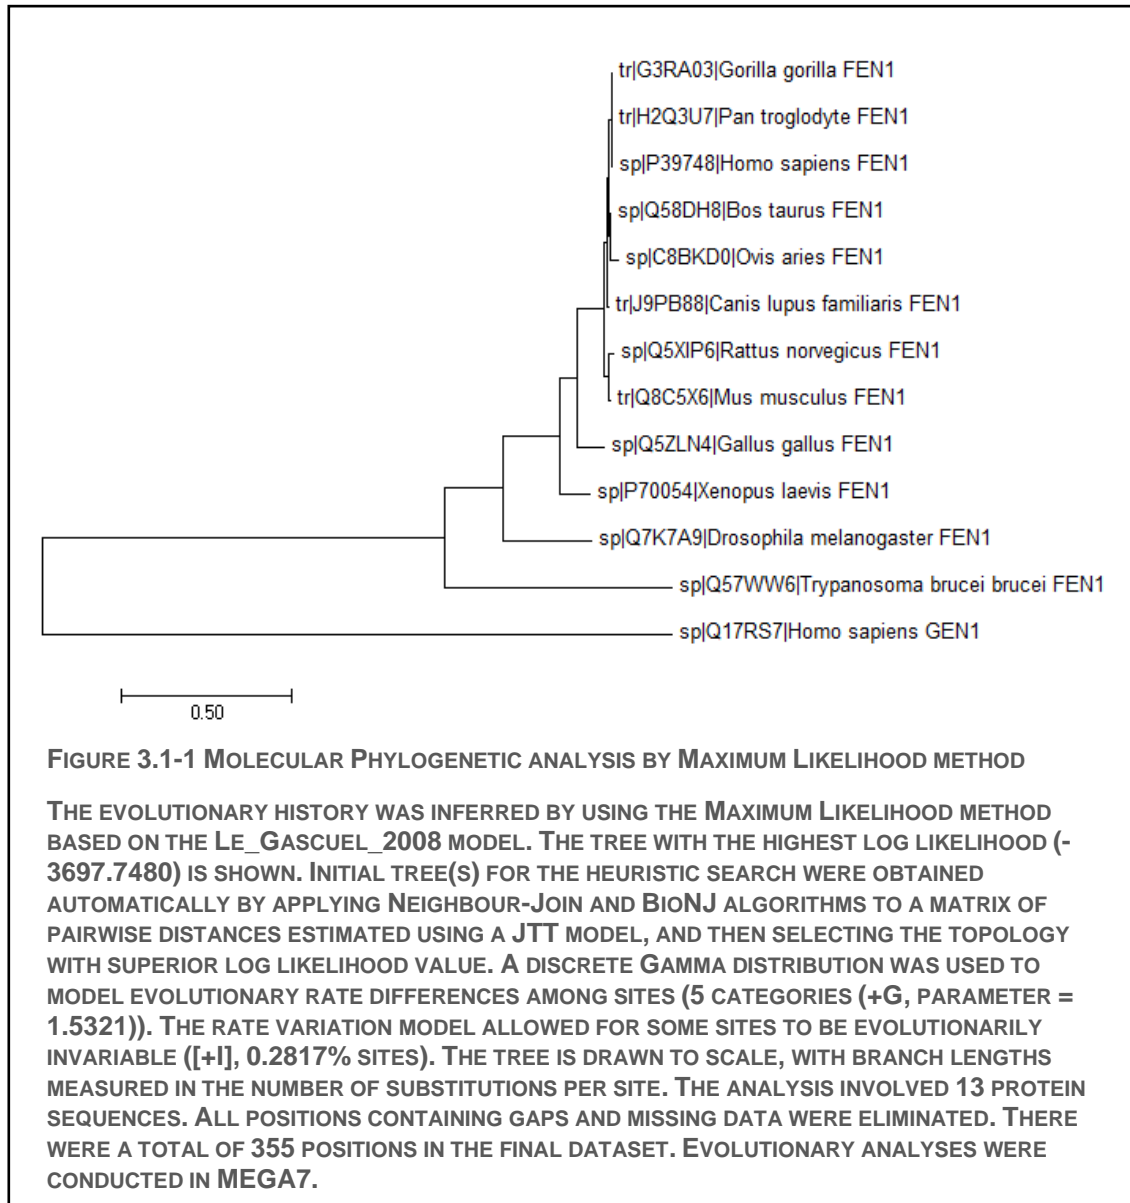 tr|G3RA03|Gorilla gorilla FEN1
tr|H2Q3U7|Pan troglodyte FEN1
sp|P39748|Homo sapiens FEN1
sp|Q58DH8|Bos taurus FEN1
sp|C8BKD0|Ovis aries FEN1
tr|J9PB88|Canis lupus familiaris FEN1
sp|Q5XIP6|Rattus norvegicus FEN1
tr|Q8C5X6|Mus musculus FEN1
sp|Q5ZLN4|Gallus gallus FEN1
sp|P70054|Xenopus laevis FEN1
sp|Q7K7A9|Drosophila melanogaster FEN1
sp|Q57WW6|Trypanosoma brucei brucei FEN1
sp|Q17RS7|Homo sapiens GEN1
0.50
FIGURE 3.1-1 MOLECULAR PHYLOGENETIC ANALYSIS BY MAXIMUM LIKELIHOOD METHOD
THE EVOLUTIONARY HISTORY WAS INFERRED BY USING THE MAXIMUM LIKELIHOOD METHOD
BASED ON THE LE_GASCUEL_2008 MODEL. THE TREE WITH THE HIGHEST LOG LIKELIHOOD (-
3697.7480) IS SHOWN. INITIAL TREE(S) FOR THE HEURISTIC SEARCH WERE OBTAINED
AUTOMATICALLY BY APPLYING NEIGHBOUR-JOIN AND BIONJ ALGORITHMS TO A MATRIX OF
PAIRWISE DISTANCES ESTIMATED USING A JTT MODEL, AND THEN SELECTING THE TOPOLOGY
WITH SUPERIOR LOG LIKELIHOOD VALUE. A DISCRETE GAMMA DISTRIBUTION WAS USED TO
MODEL EVOLUTIONARY RATE DIFFERENCES AMONG SITES (5 CATEGORIES (+G, PARAMETER =
1.5321)). THE RATE VARIATION MODEL ALLOWED FOR SOME SITES TO BE EVOLUTIONARILY
INVARIABLE ([+I], 0.2817% SITES). THE TREE IS DRAWN TO SCALE, WITH BRANCH LENGTHS
MEASURED IN THE NUMBER OF SUBSTITUTIONS PER SITE. THE ANALYSIS INVOLVED 13 PROTEIN
SEQUENCES. ALL POSITIONS CONTAINING GAPS AND MISSING DATA WERE ELIMINATED. THERE
WERE A TOTAL OF 355 POSITIONS IN THE FINAL DATASET. EVOLUTIONARY ANALYSES WERE
CONDUCTED IN MEGA7.